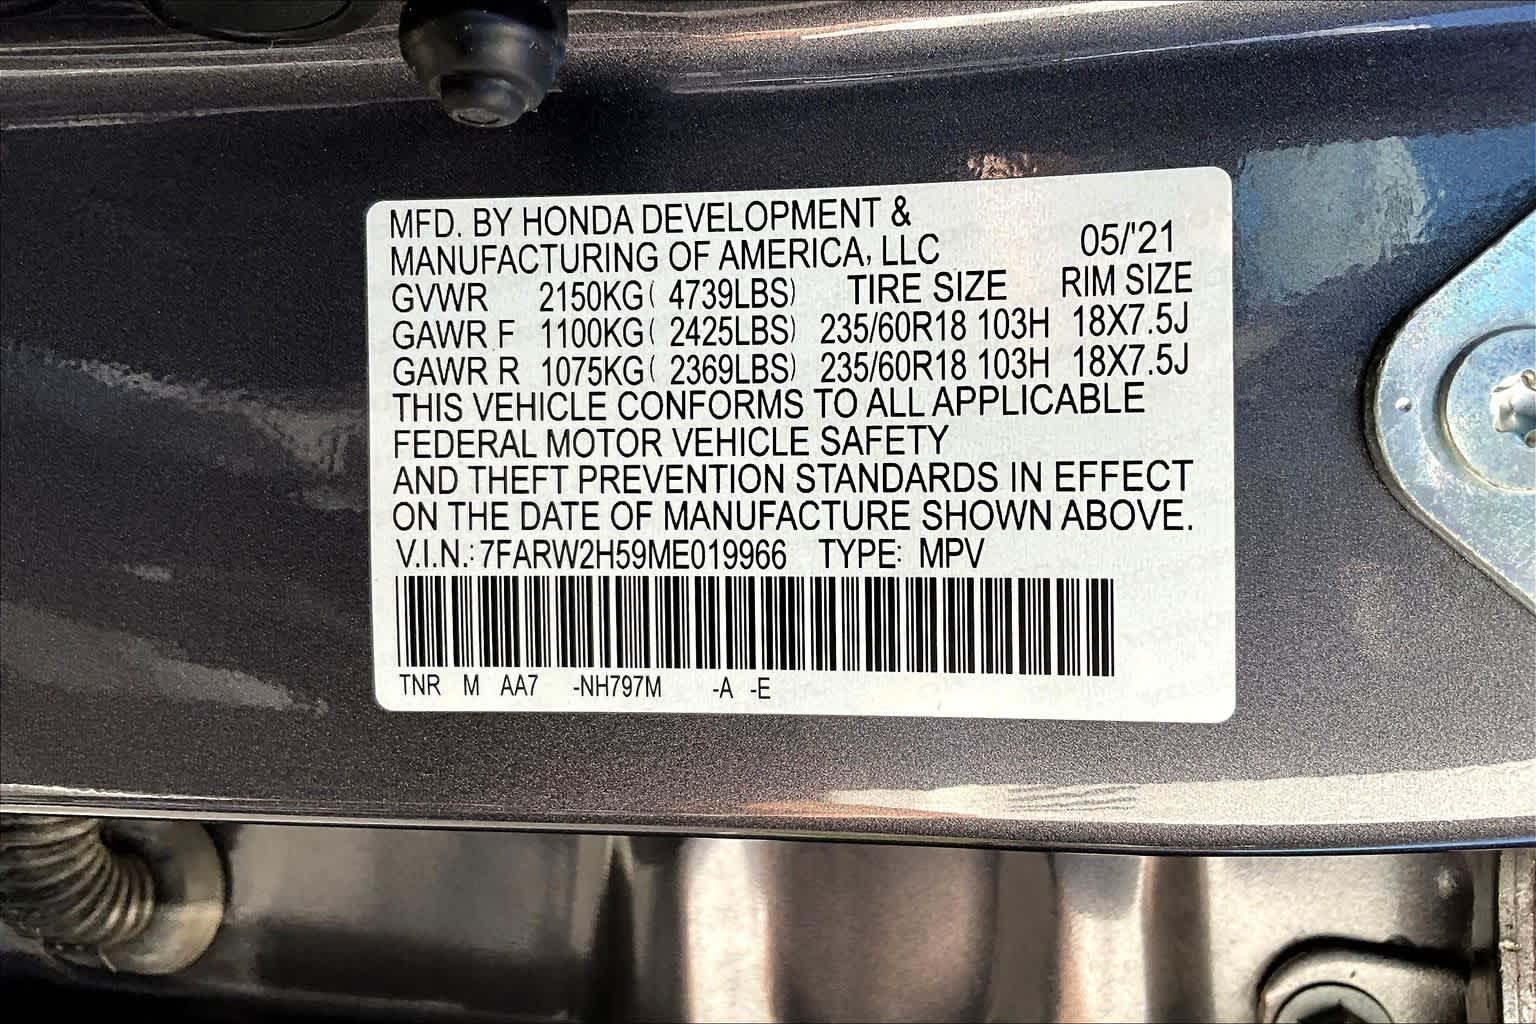 MFD. BY HONDA DEVELOPMENT &
MANUFACTURING OF AMERICA, LLC 05/'21
GVWR 2150KG( 4739LBS) TIRE SIZE RIM SIZE
GAWR F 1100KG( 2425LBS) 235/60R18 103H 18X7.5J
GAWR R 1075KG( 2369LBS) 235/60R18 103H 18X7.5J
THIS VEHICLE CONFORMS TO ALL APPLICABLE
FEDERAL MOTOR VEHICLE SAFETY
AND THEFT PREVENTION STANDARDS IN EFFECT
ON THE DATE OF MANUFACTURE SHOWN ABOVE.
V.I.N.: 7FARW2H59ME019966 TYPE: MPV
TNR M AA7 -NH797M -A -E